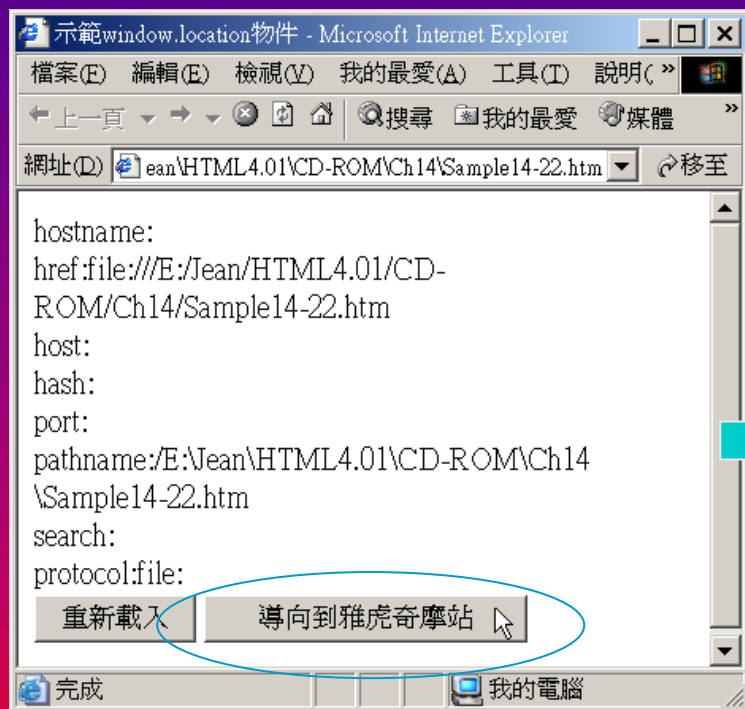 示範window.location物件 - Microsoft Internet Explorer
檔案(F) 編輯(E) 檢視(V) 我的最愛(A) 工具(T) 說明( »
上一頁 搜尋 我的最愛 媒體 »
網址(D) ean\HTML4.01\CD-ROM\Ch14\Sample14-22.htm 移至
hostname:
href:file:///E:/Jean/HTML4.01/CD-
ROM/Ch14/Sample14-22.htm
host:
hash:
port:
pathname:/E:\Jean\HTML4.01\CD-ROM\Ch14
\Sample14-22.htm
search:
protocol:file:
重新載入 導向到雅虎奇摩站
完成 我的電腦